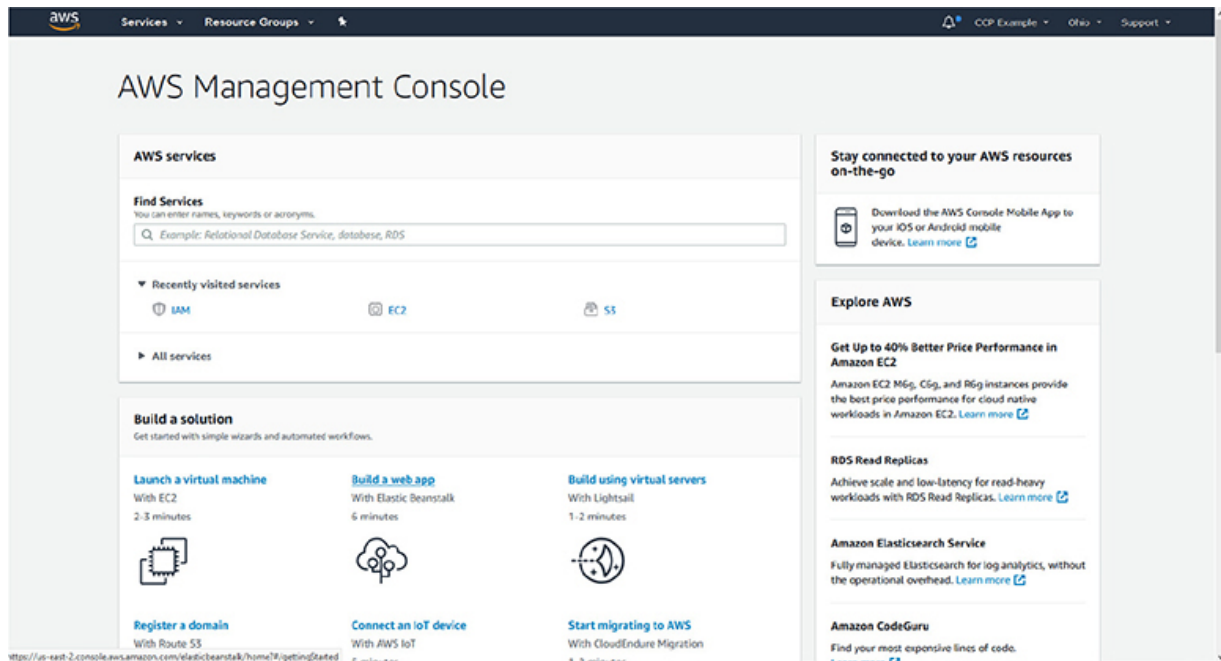 aws
Services
Resource Groups
CCP Example
Ohio
Support
AWS Management Console
AWS services
Find Services
You can enter names, keywords or acronyms.
Example: Relational Database Service, database, RDS
Recently visited services
IAM
EC2
S3
All services
Build a solution
Get started with simple wizards and automated workflows.
Launch a virtual machine
With EC2
2-3 minutes
Build a web app
With Elastic Beanstalk
6 minutes
Build using virtual servers
With Lightsail
1-2 minutes
Register a domain
With Route 53
Connect an IoT device
With AWS IoT
Start migrating to AWS
With CloudEndure Migration
Stay connected to your AWS resources
on-the-go
Download the AWS Console Mobile App to
your iOS or Android mobile
device. Learn more
Explore AWS
Get Up to 40% Better Price Performance in
Amazon EC2
Amazon EC2 M6g, C6g, and R6g instances provide
the best price performance for cloud native
workloads in Amazon EC2. Learn more
RDS Read Replicas
Achieve scale and low-latency for read-heavy
workloads with RDS Read Replicas. Learn more
Amazon Elasticsearch Service
Fully managed Elasticsearch for log analytics, without
the operational overhead. Learn more
Amazon CodeGuru
Find your most expensive lines of code.
https://us-east-2.console.aws.amazon.com/elasticbeanstalk/home?#/gettingStarted